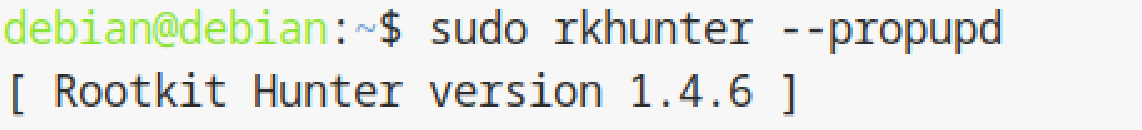 debian@debian:~$ sudo rkhunter --propupd
[ Rootkit Hunter version 1.4.6 ]